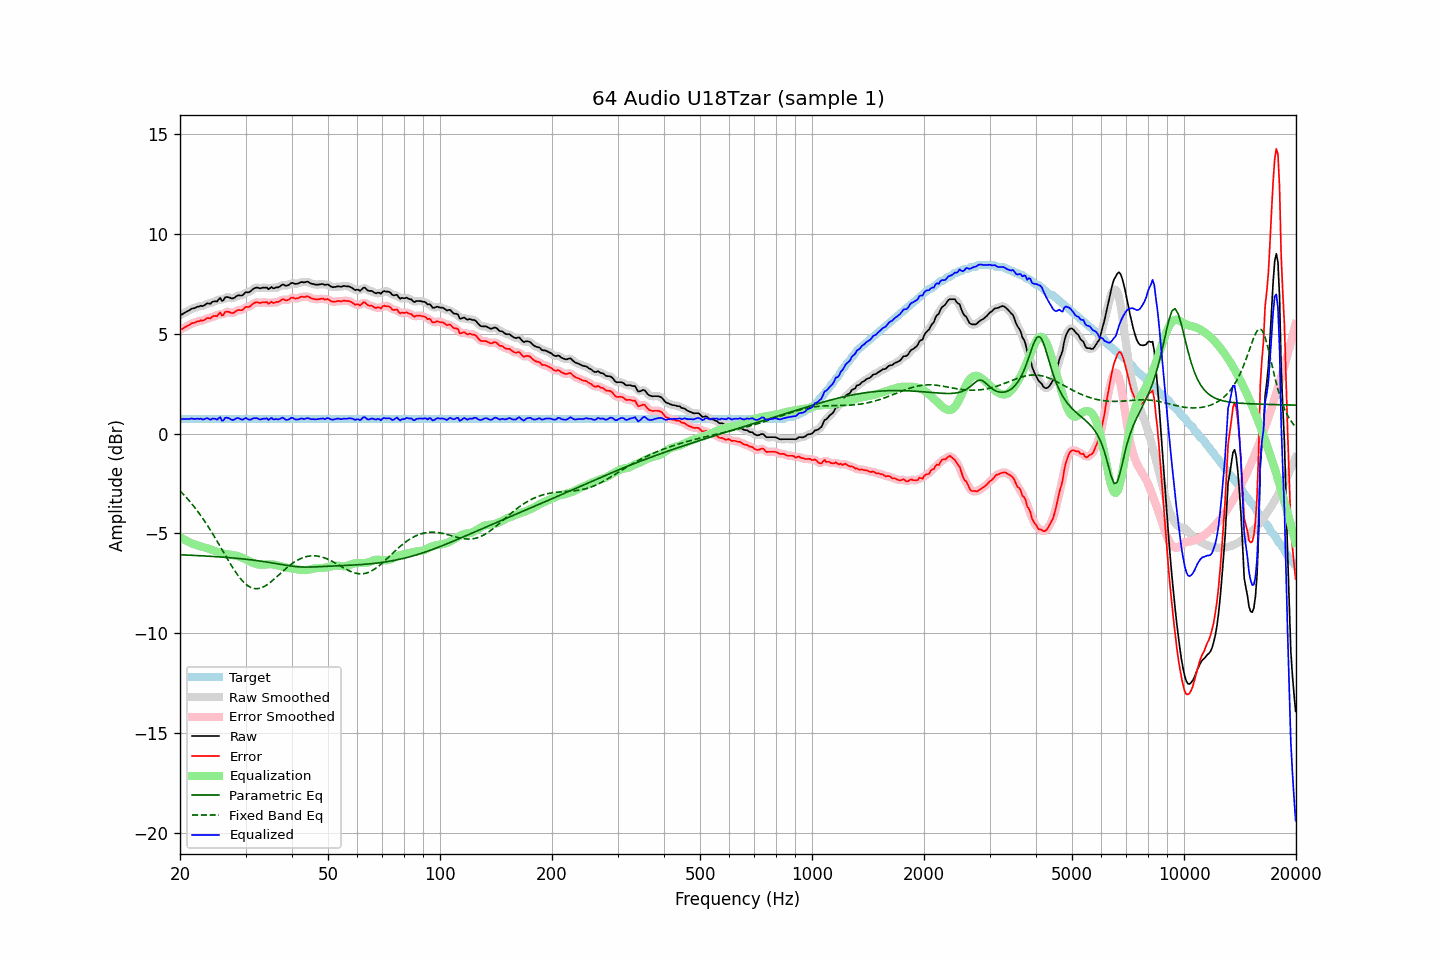 64 Audio U18Tzar (sample 1)
15
10
5
0
−5
−10
−15
−20
Amplitude (dBr)
Target
Raw Smoothed
Error Smoothed
Raw
Error
Equalization
Parametric Eq
Fixed Band Eq
Equalized
20 50 100 200 500 1000 2000 5000 10000 20000
Frequency (Hz)